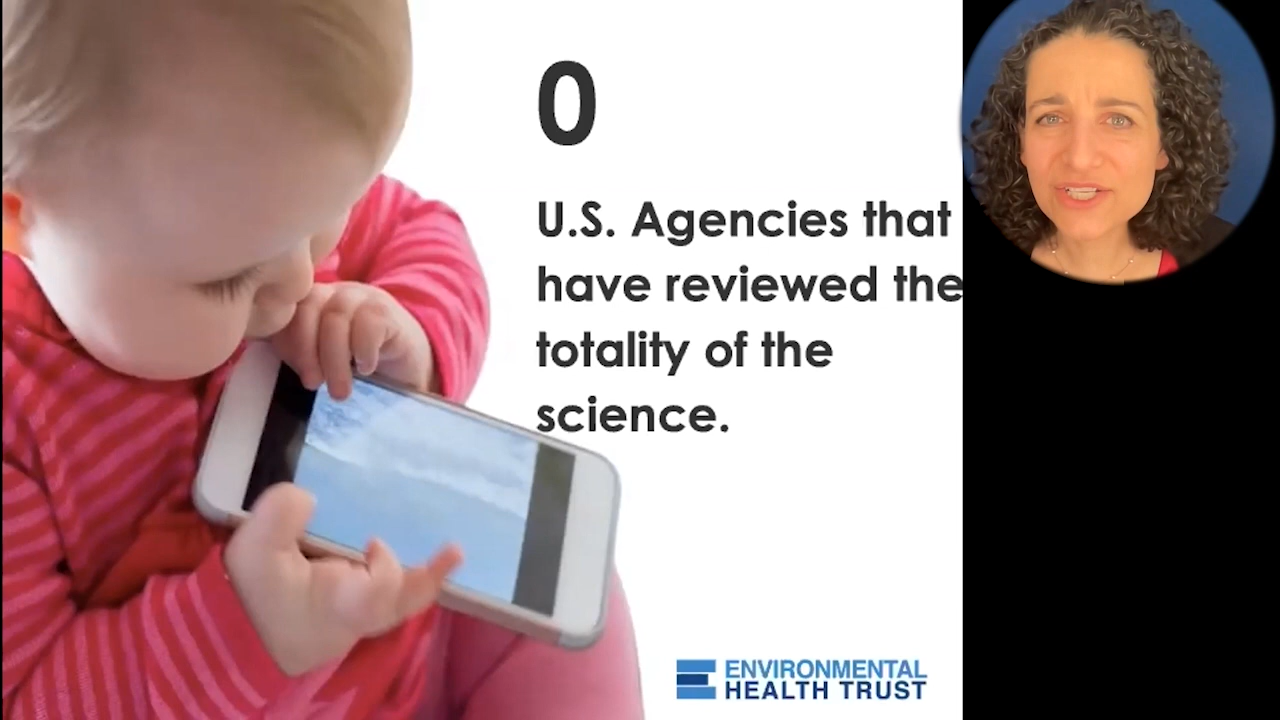 0
U.S. Agencies that
have reviewed the
totality of the
science.
ENVIRONMENTAL
HEALTH TRUST